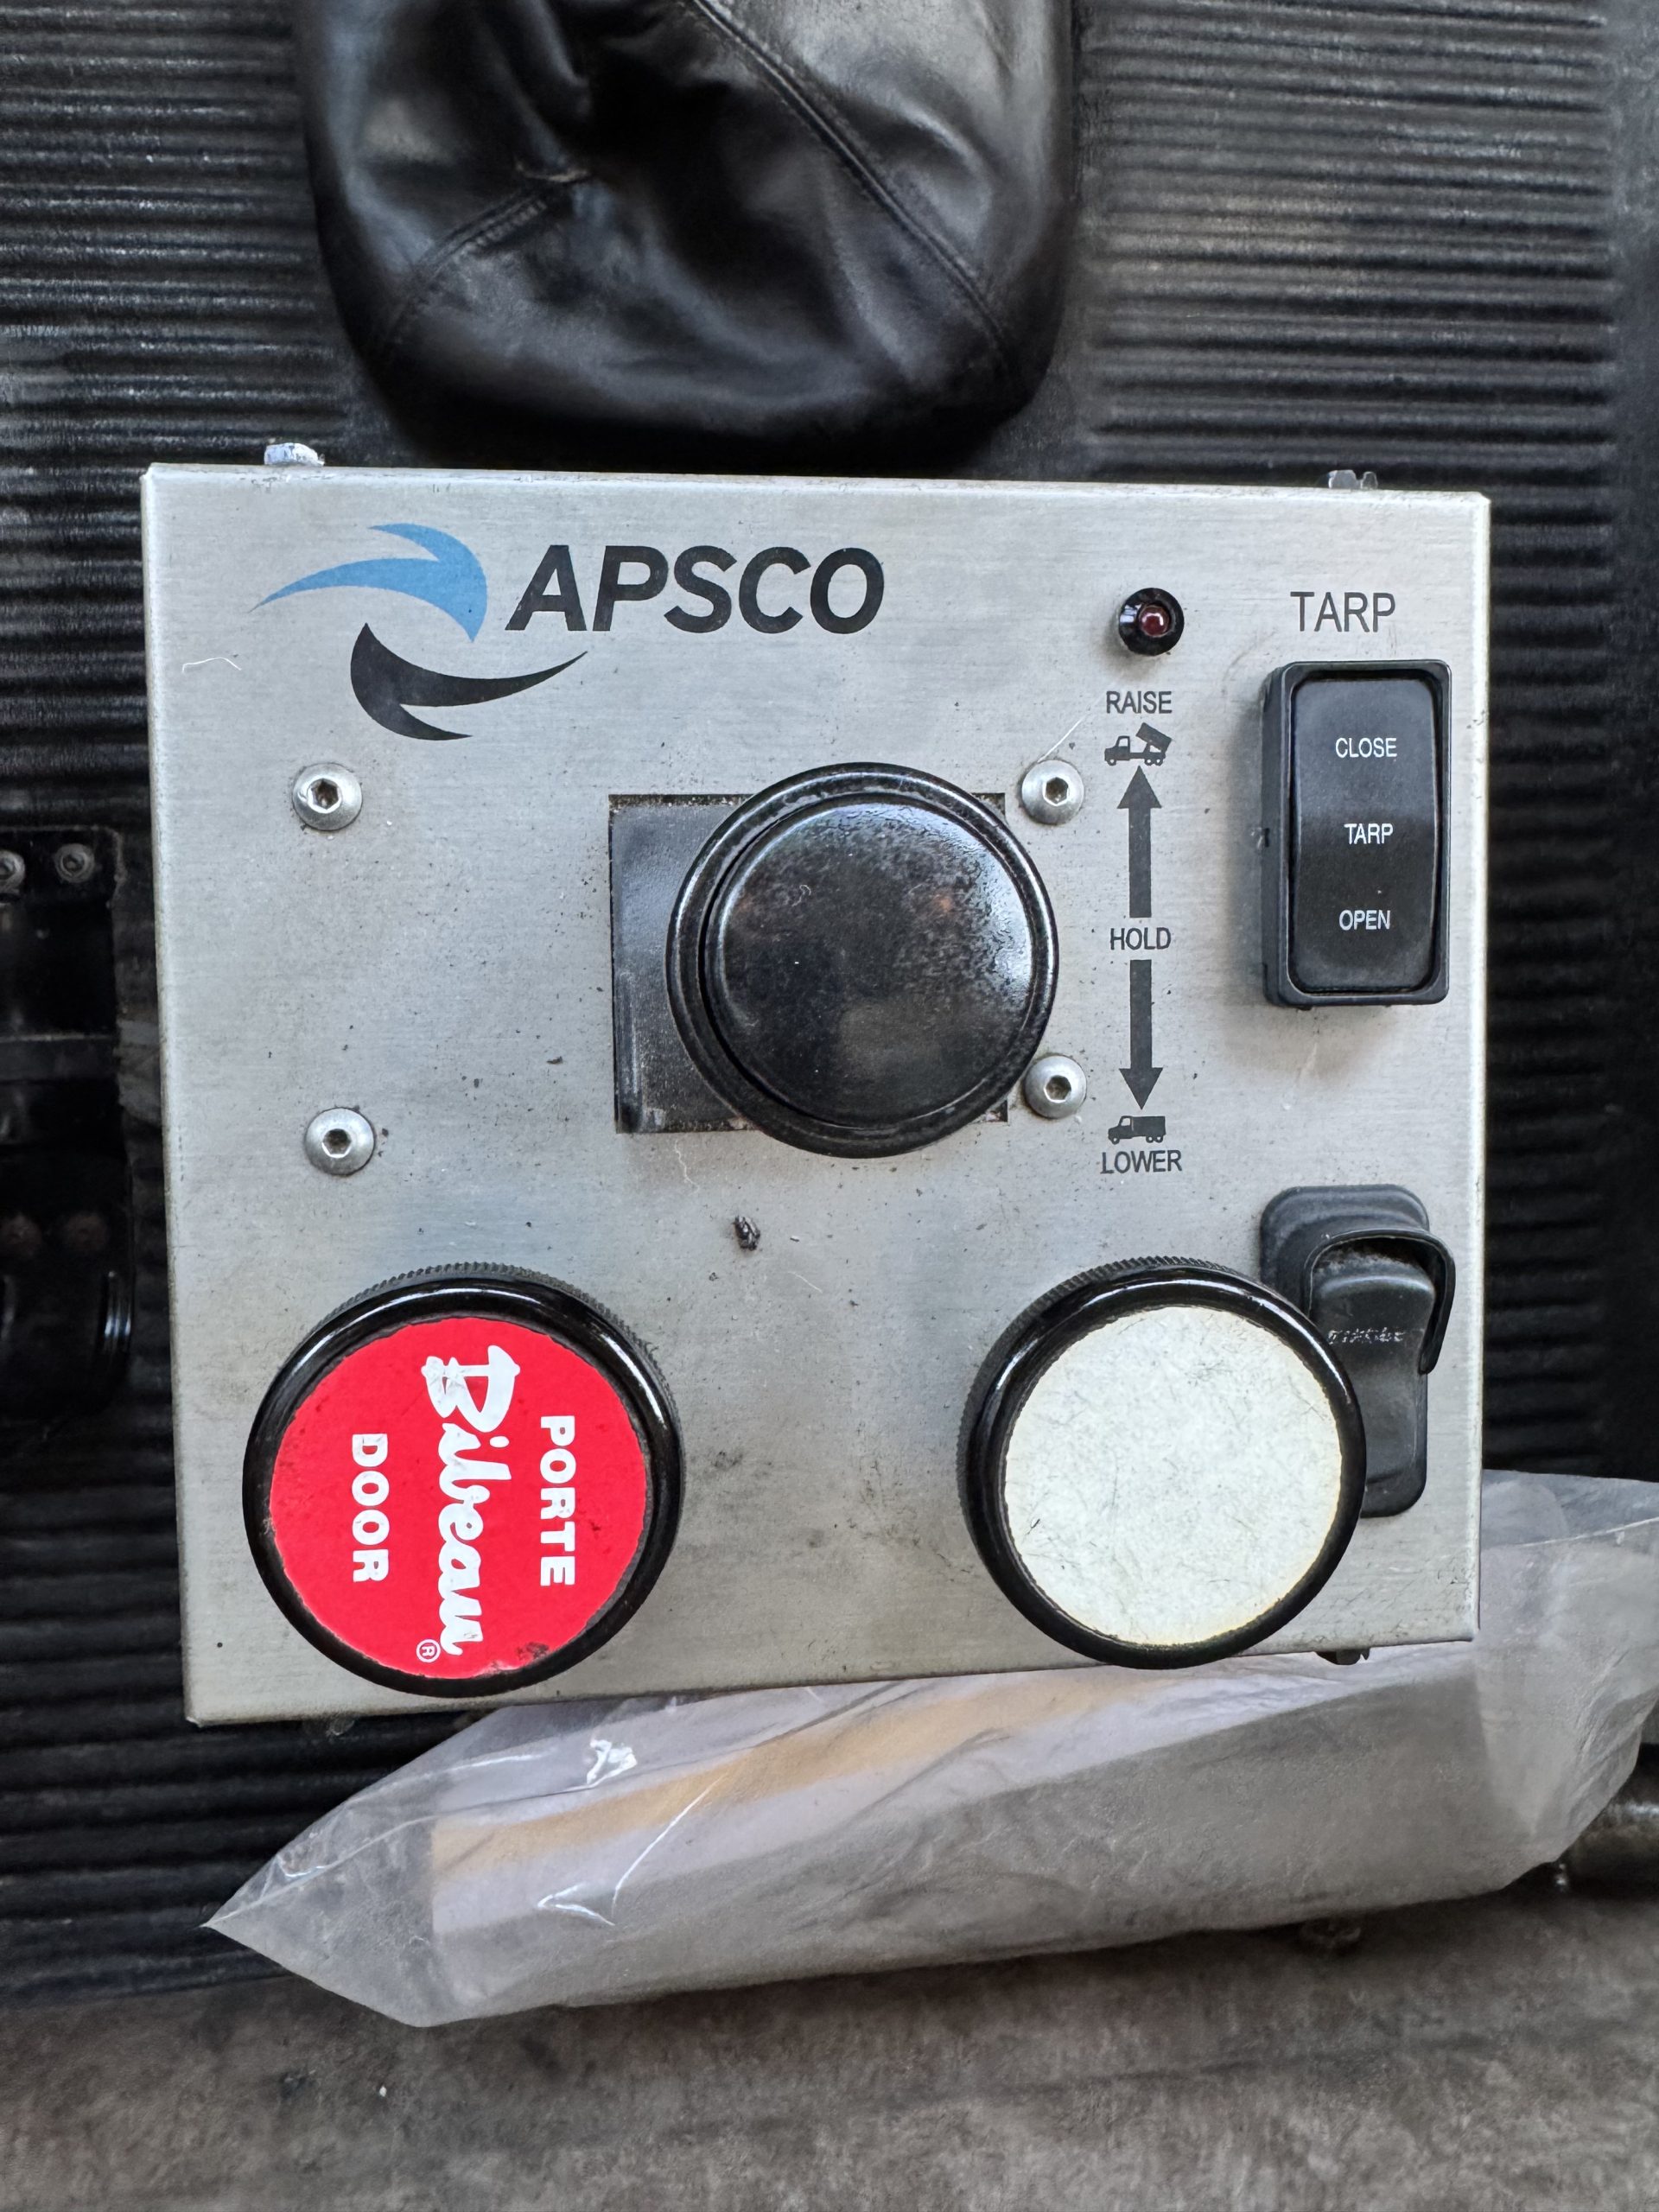 APSCO
TARP
RAISE
CLOSE
TARP
OPEN
HOLD
LOWER
PORTE
Bibeau®
DOOR